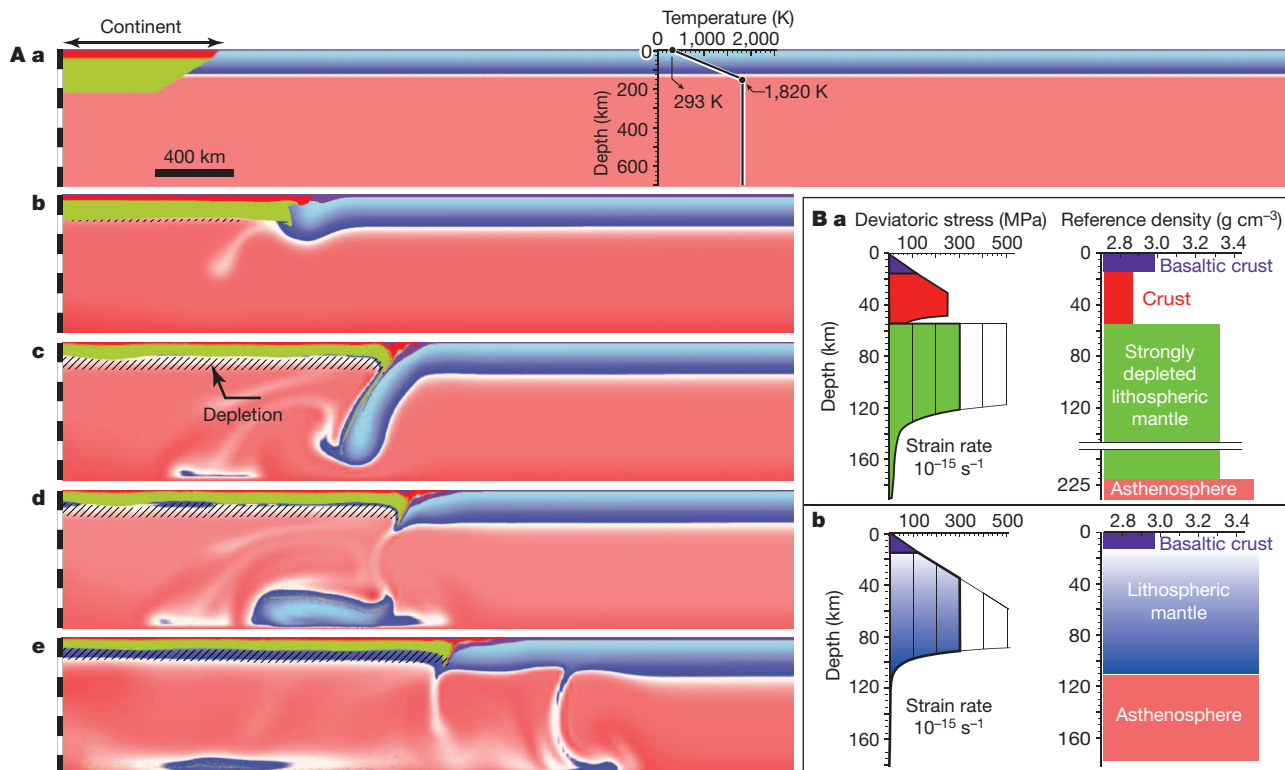 Continent
Temperature (K)
A a
0 1,000 2,000
0
200
400
600
Depth (km)
293 K
1,820 K
400 km
b
c
Depletion
d
e
B a
Deviatoric stress (MPa)
100 300 500
0
40
80
120
160
Depth (km)
Strain rate
10⁻¹⁵ s⁻¹
Reference density (g cm⁻³)
2.8 3.0 3.4
0
40
80
120
225
Basaltic crust
Crust
Strongly
depleted
lithospheric
mantle
Asthenosphere
b
100 300 500
0
40
80
120
160
Depth (km)
Strain rate
10⁻¹⁵ s⁻¹
2.8 3.0 3.4
0
40
80
120
160
Basaltic crust
Lithospheric
mantle
Asthenosphere